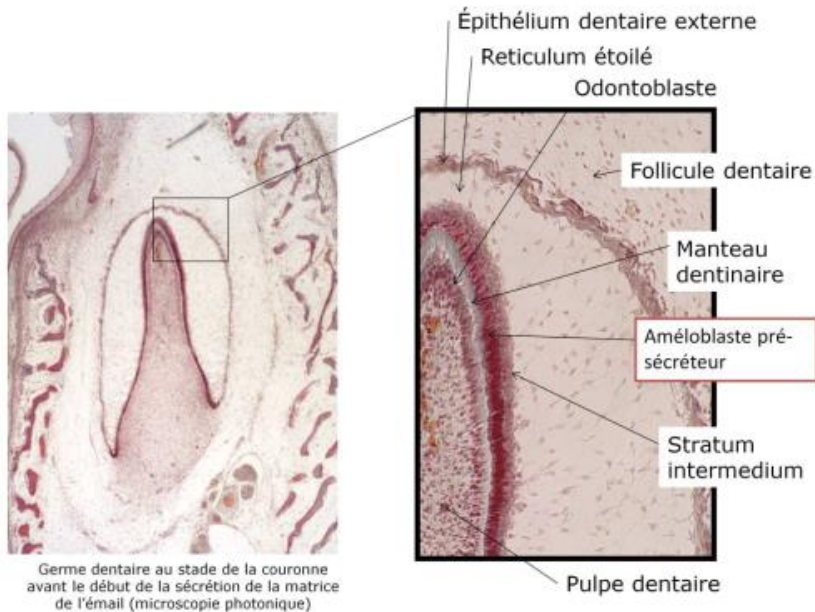 Épithélium dentaire externe
Reticulum étoilé
Odontoblaste
Follicule dentaire
Manteau
dentinaire
Améloblaste pré-
sécréteur
Stratum
intermedium
Pulpe dentaire
Germe dentaire au stade de la couronne
avant le début de la sécrétion de la matrice
de l'émail (microscopie photonique)